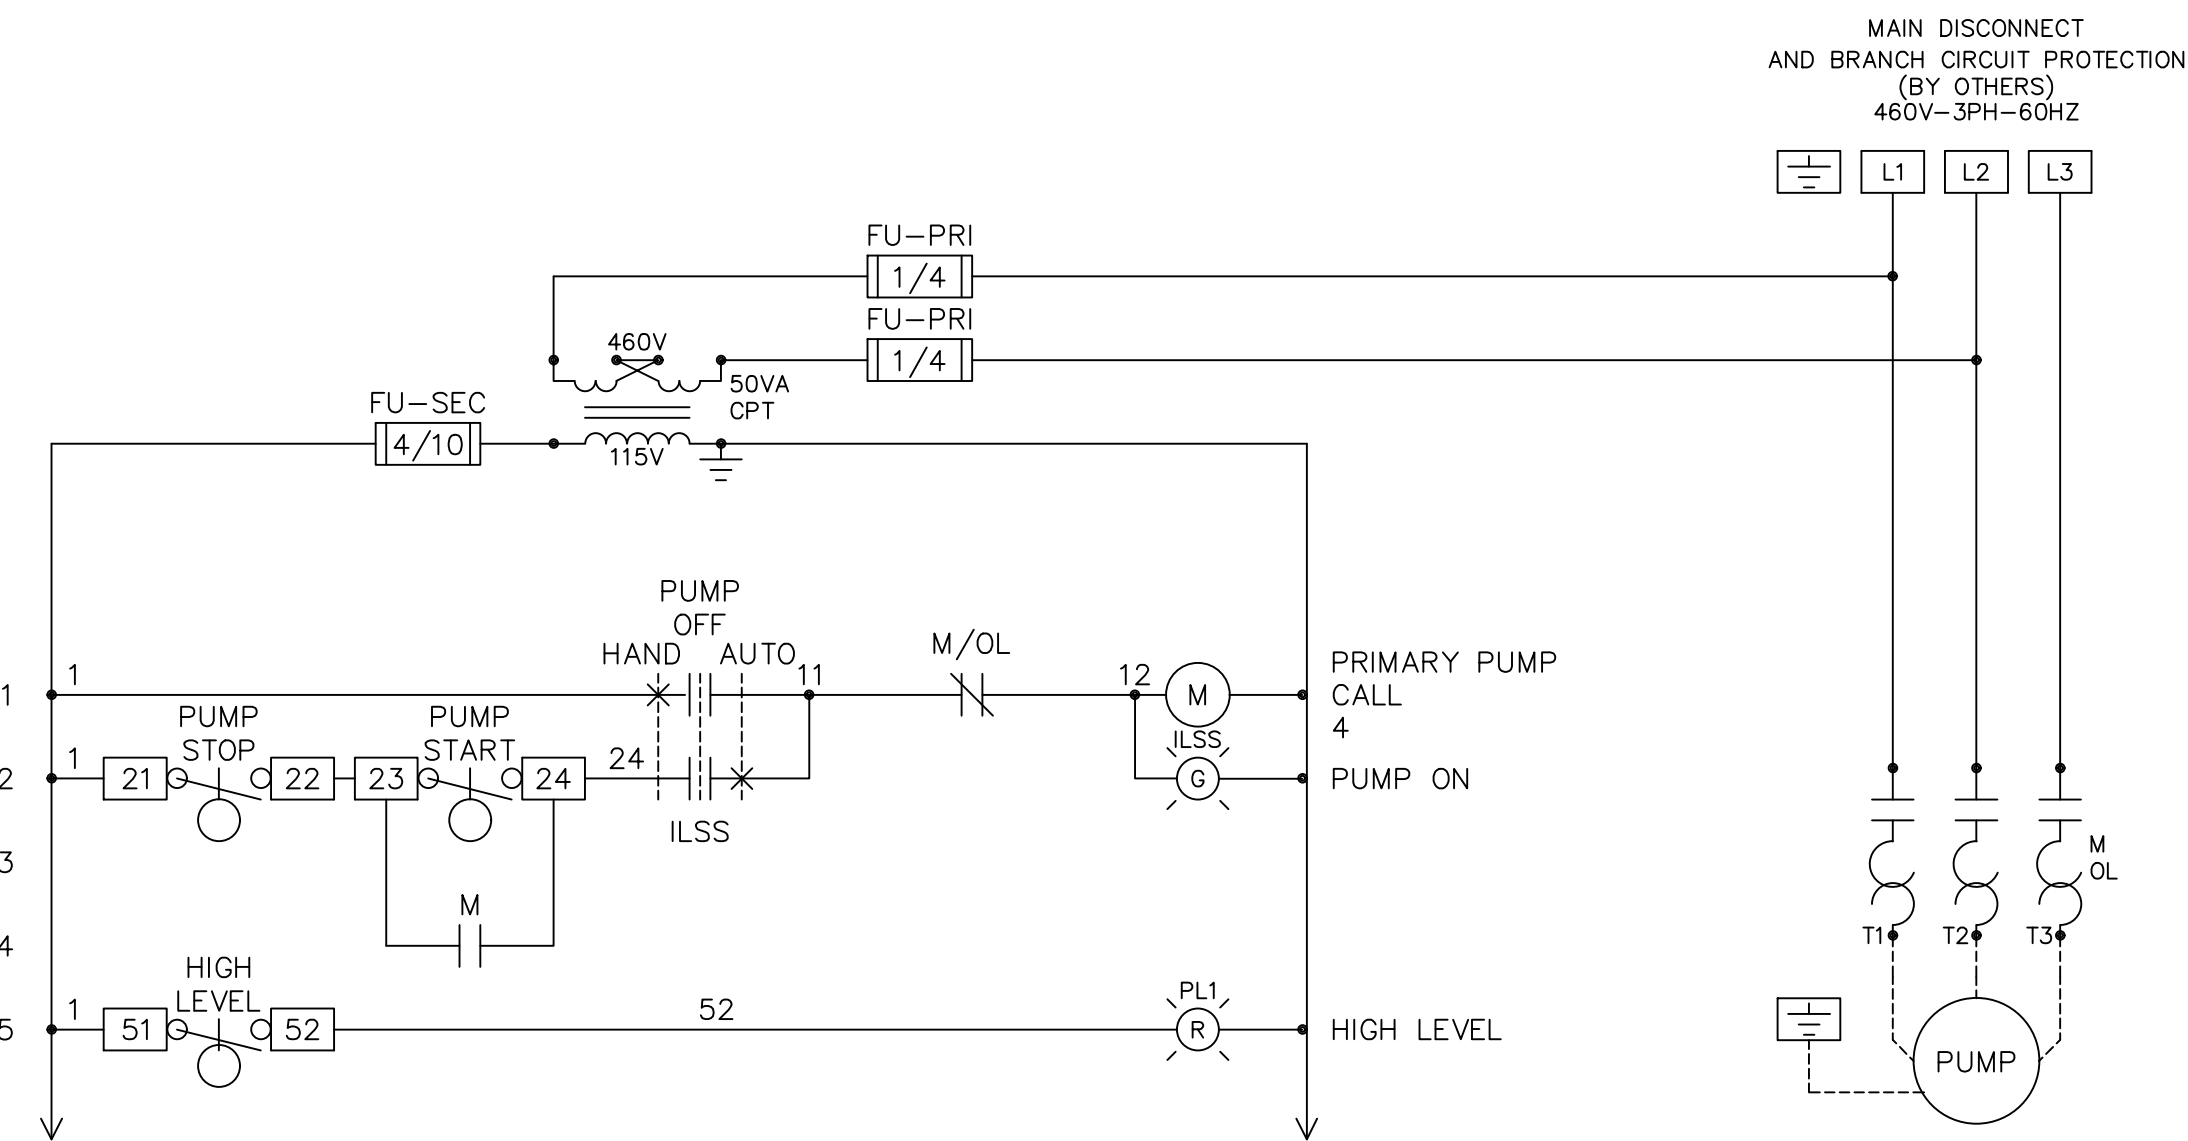 MAIN DISCONNECT
AND BRANCH CIRCUIT PROTECTION
(BY OTHERS)
460V-3PH-60HZ
L1 L2 L3
FU-PRI
1/4
FU-PRI
460V
1/4
50VA
CPT
FU-SEC
4/10
115V
PUMP
OFF
HAND AUTO
M/OL
1 1 11 12 M
PRIMARY PUMP
CALL
4
PUMP STOP
PUMP START
ILSS
2 1 21 22 23 24 24 G PUMP ON
ILSS
3
M
OL
M
4
T1 T2 T3
HIGH
LEVEL
PL1
5 1 51 52 52 R HIGH LEVEL
PUMP